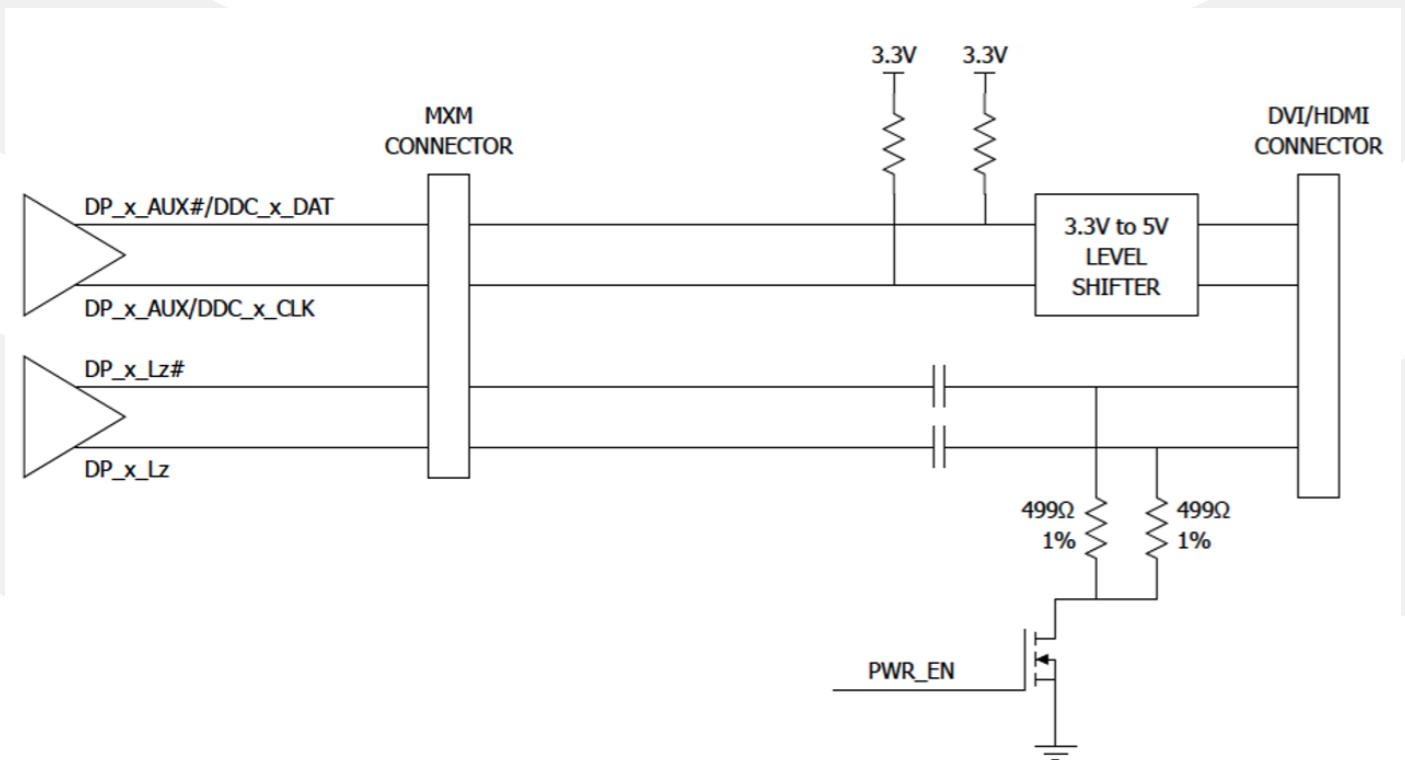 3.3V
3.3V
MXM
CONNECTOR
DVI/HDMI
CONNECTOR
DP_x_AUX#/DDC_x_DAT
3.3V to 5V
LEVEL
SHIFTER
DP_x_AUX/DDC_x_CLK
DP_x_Lz#
DP_x_Lz
499Ω
1%
499Ω
1%
PWR_EN